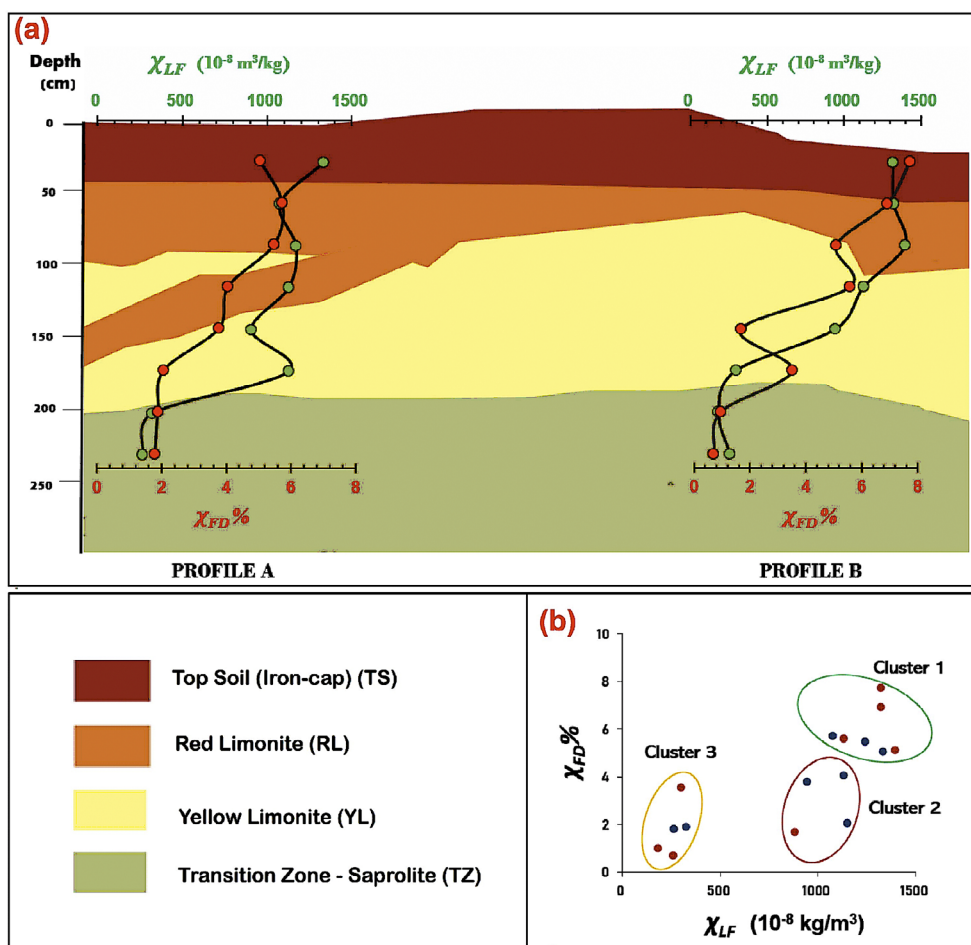 (a)
Depth
(cm)
χLF (10-8 m3/kg)
χLF (10-8 m3/kg)
0 500 1000 1500
0 500 1000 1500
0
50
100
150
200
250
0 2 4 6 8
0 2 4 6 8
χFD%
χFD%
PROFILE A
PROFILE B
Top Soil (Iron-cap) (TS)
Red Limonite (RL)
Yellow Limonite (YL)
Transition Zone - Saprolite (TZ)
(b)
10
8
6
4
2
0
χFD%
Cluster 1
Cluster 3
Cluster 2
0 500 1000 1500
χLF (10-8 kg/m3)